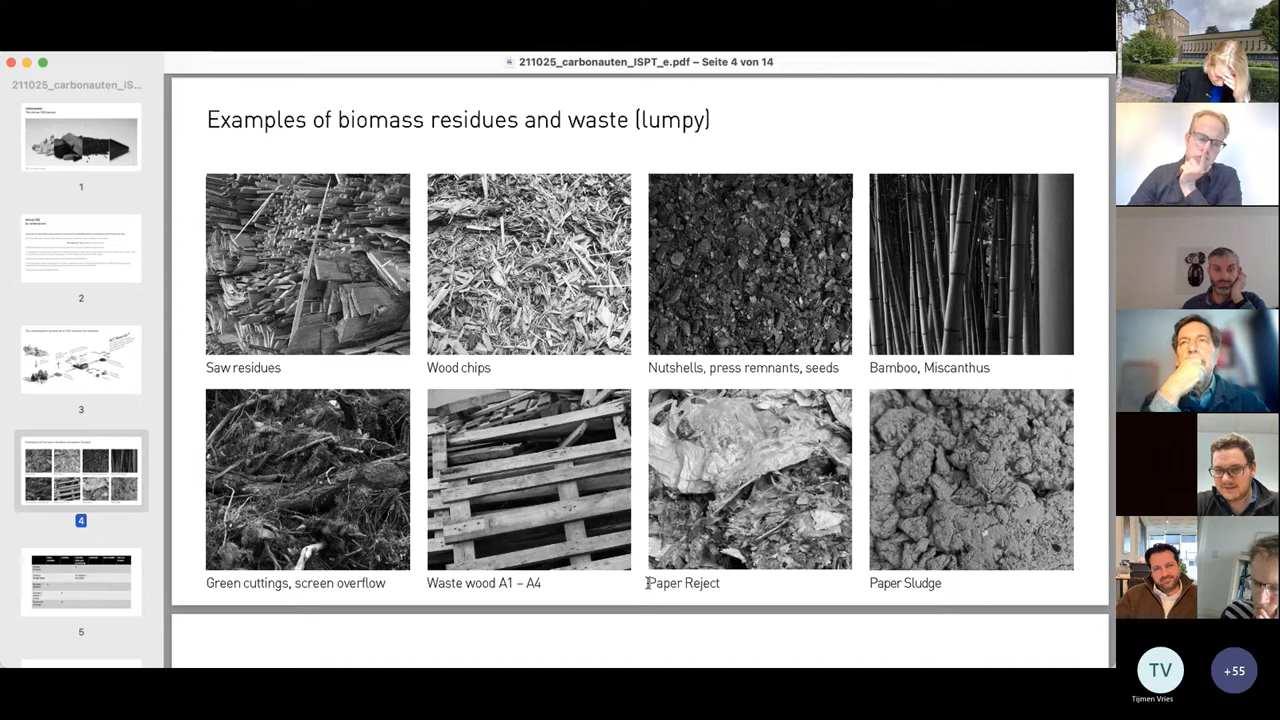 211025_carbonauten_ISPT_e.pdf – Seite 4 von 14
211025_carbonauten_IS...
1
2
3
4
5
Examples of biomass residues and waste (lumpy)
Saw residues
Wood chips
Nutshells, press remnants, seeds
Bamboo, Miscanthus
Green cuttings, screen overflow
Waste wood A1 – A4
Paper Reject
Paper Sludge
TV
Tijmen Vries
+55